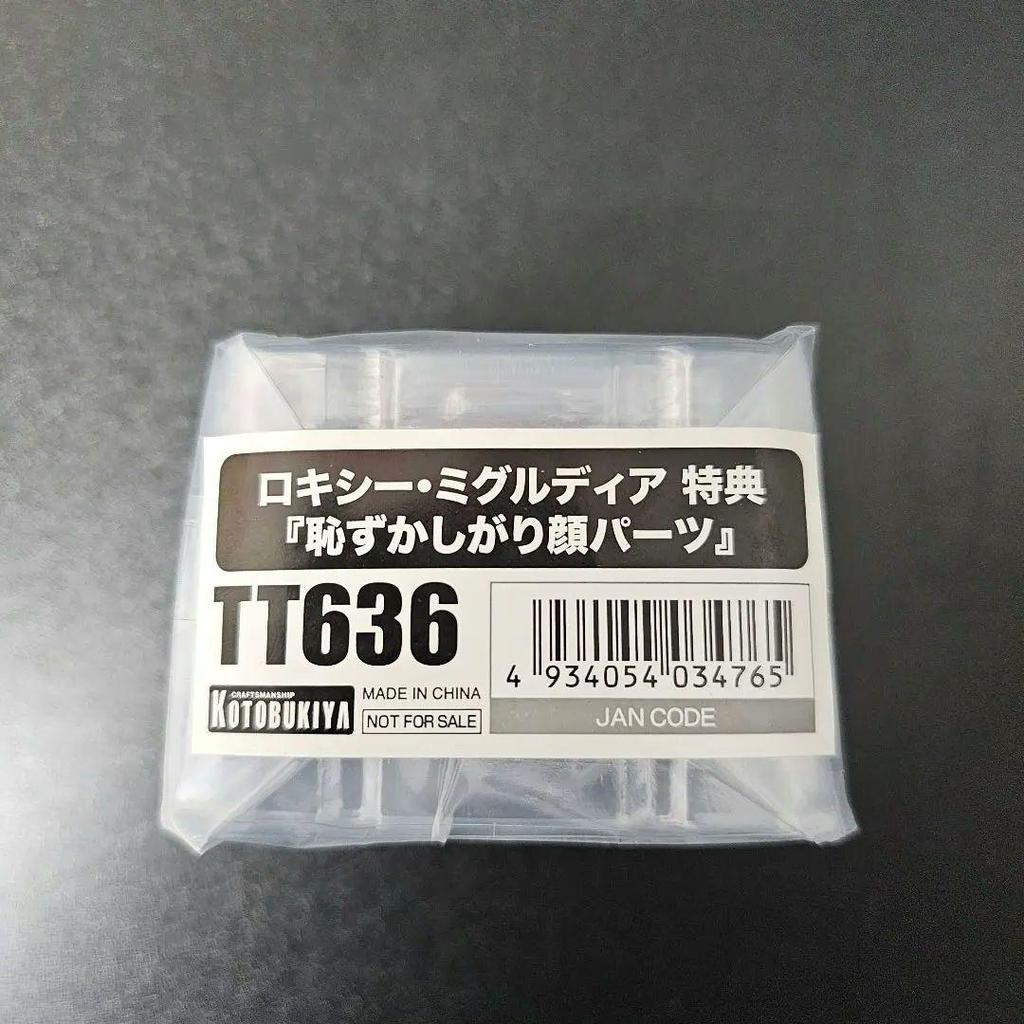 ロキシー・ミグルディア 特典
『恥ずかしがり顔パーツ』
TT636
4 934054 034765
JAN CODE
CRAFTSMANSHIP
KOTOBUKIYA
MADE IN CHINA
NOT FOR SALE